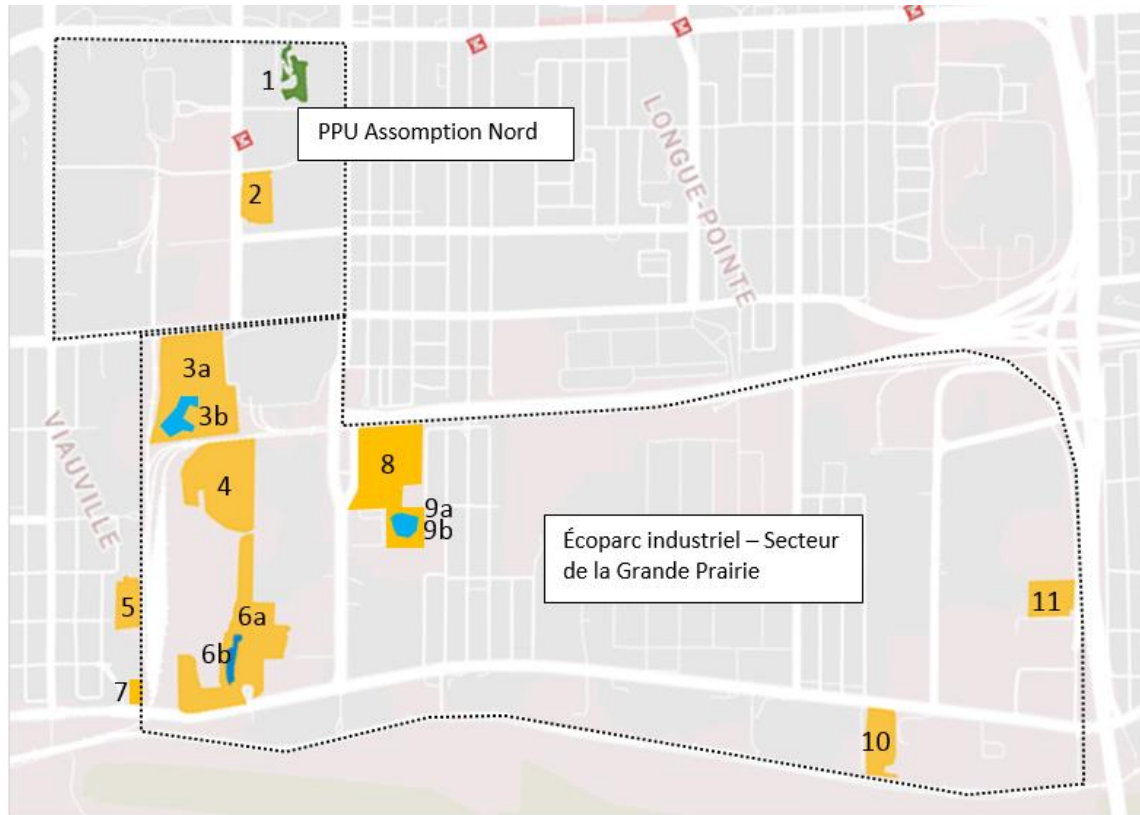 1
PPU Assomption Nord
2
LONGUE-POINTE
3a
3b
VIAUVILLE
4
8
9a
9b
Écoparc industriel – Secteur
de la Grande Prairie
5
6a
6b
7
11
10